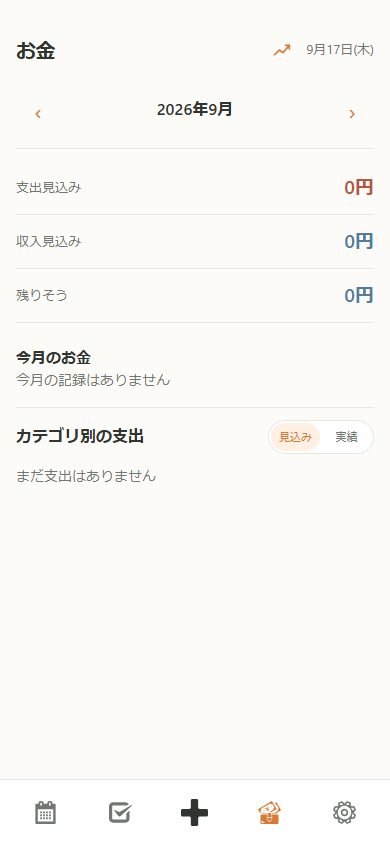 お金
9月17日(木)
‹ 2026年9月 ›
支出見込み 0円
収入見込み 0円
残りそう 0円
今月のお金
今月の記録はありません
カテゴリ別の支出 見込み 実績
まだ支出はありません